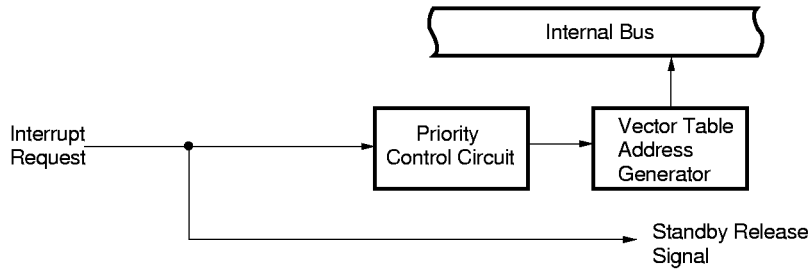 Internal Bus
Interrupt
Request
Priority
Control Circuit
Vector Table
Address
Generator
Standby Release
Signal